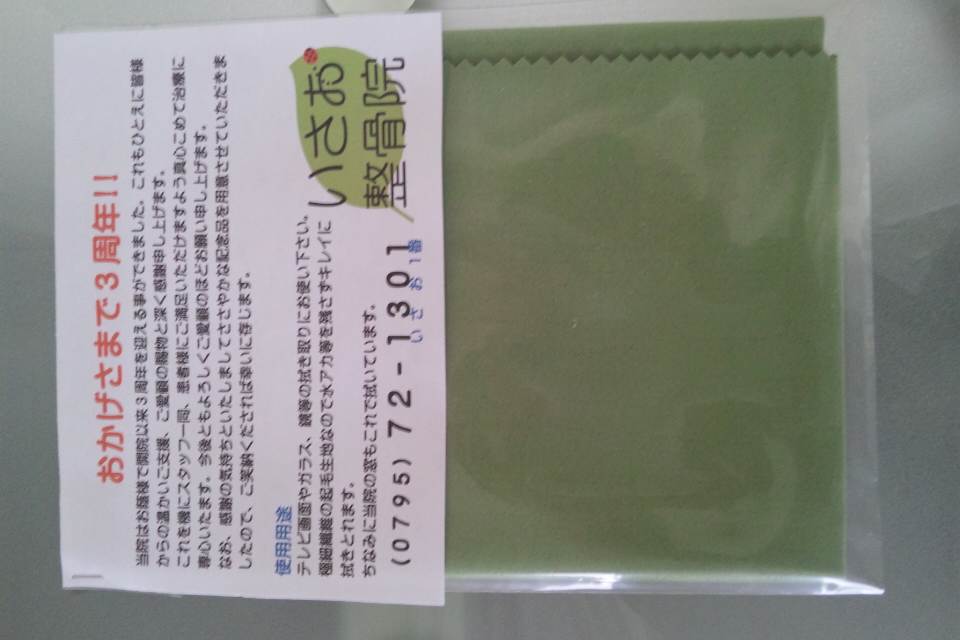 おかげさまで3周年!!
当院はお陰様で開院以来3周年を迎える事ができました。これもひとえに皆様
からの温かいご支援、ご愛顧の賜物と深く感謝申し上げます。
これを機にスタッフ一同、患者様にご満足いただけますよう真心こめて治療に
専心いたます。今後ともよろしくご愛顧のほどお願い申し上げます。
なお、感謝の気持ちといたしましてささやかな記念品を用意させていただきま
したので、ご笑納くだされば幸いに存じます。
使用用途
テレビ画面やガラス、鏡等の拭き取りにお使い下さい。
極細繊維の起毛生地なので水アカ等を残さずキレイに
拭きとれます。
ちなみに当院の窓もこれで拭いています。
(0795)72-1301
いさお1番
いさお
整骨院